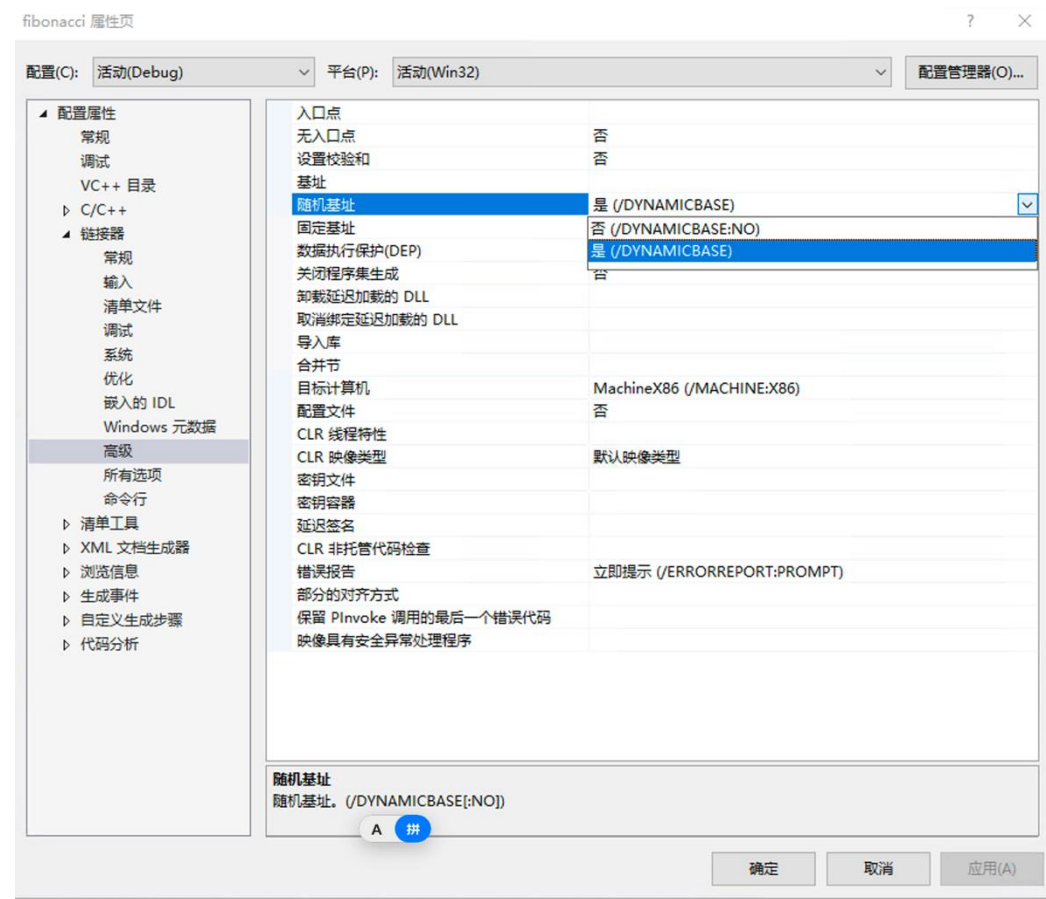 fibonacci 属性页
? ×
配置(C): 活动(Debug) 平台(P): 活动(Win32) 配置管理器(O)...
配置属性
常规
调试
VC++ 目录
C/C++
链接器
常规
输入
清单文件
调试
系统
优化
嵌入的 IDL
Windows 元数据
高级
所有选项
命令行
清单工具
XML 文档生成器
浏览信息
生成事件
自定义生成步骤
代码分析
入口点
无入口点 否
设置校验和 否
基址
随机基址 是 (/DYNAMICBASE)
固定基址 否 (/DYNAMICBASE:NO)
数据执行保护(DEP) 是 (/DYNAMICBASE)
关闭程序集生成 否
卸载延迟加载的 DLL
取消绑定延迟加载的 DLL
导入库
合并节
目标计算机 MachineX86 (/MACHINE:X86)
配置文件 否
CLR 线程特性
CLR 映像类型 默认映像类型
密钥文件
密钥容器
延迟签名
CLR 非托管代码检查
错误报告 立即提示 (/ERRORREPORT:PROMPT)
部分的对齐方式
保留 PInvoke 调用的最后一个错误代码
映像具有安全异常处理程序
随机基址
随机基址。(/DYNAMICBASE[:NO])
A 拼
确定 取消 应用(A)